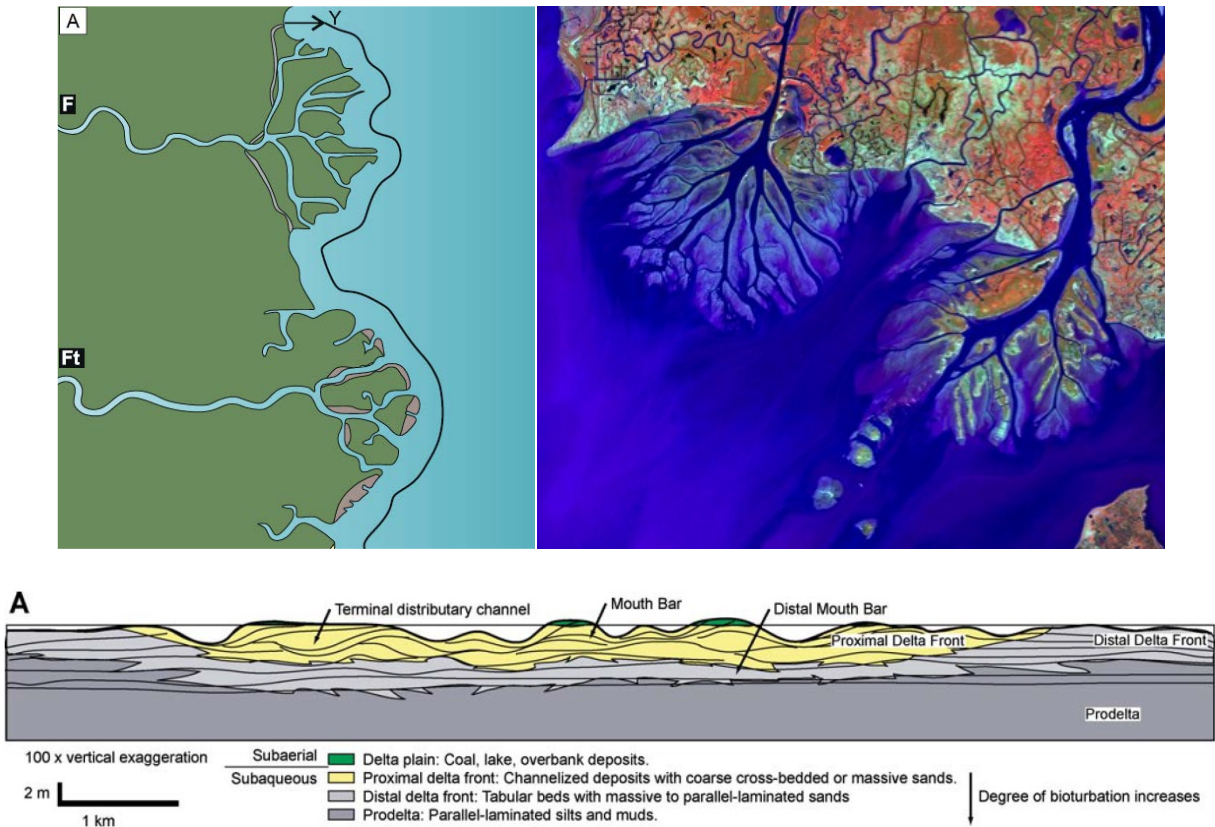 A
Y
F
Ft
A
Terminal distributary channel
Mouth Bar
Distal Mouth Bar
Proximal Delta Front
Distal Delta Front
Prodelta
100 x vertical exaggeration
2 m
1 km
Subaerial
Subaqueous
Delta plain: Coal, lake, overbank deposits.
Proximal delta front: Channelized deposits with coarse cross-bedded or massive sands.
Distal delta front: Tabular beds with massive to parallel-laminated sands
Prodelta: Parallel-laminated silts and muds.
Degree of bioturbation increases